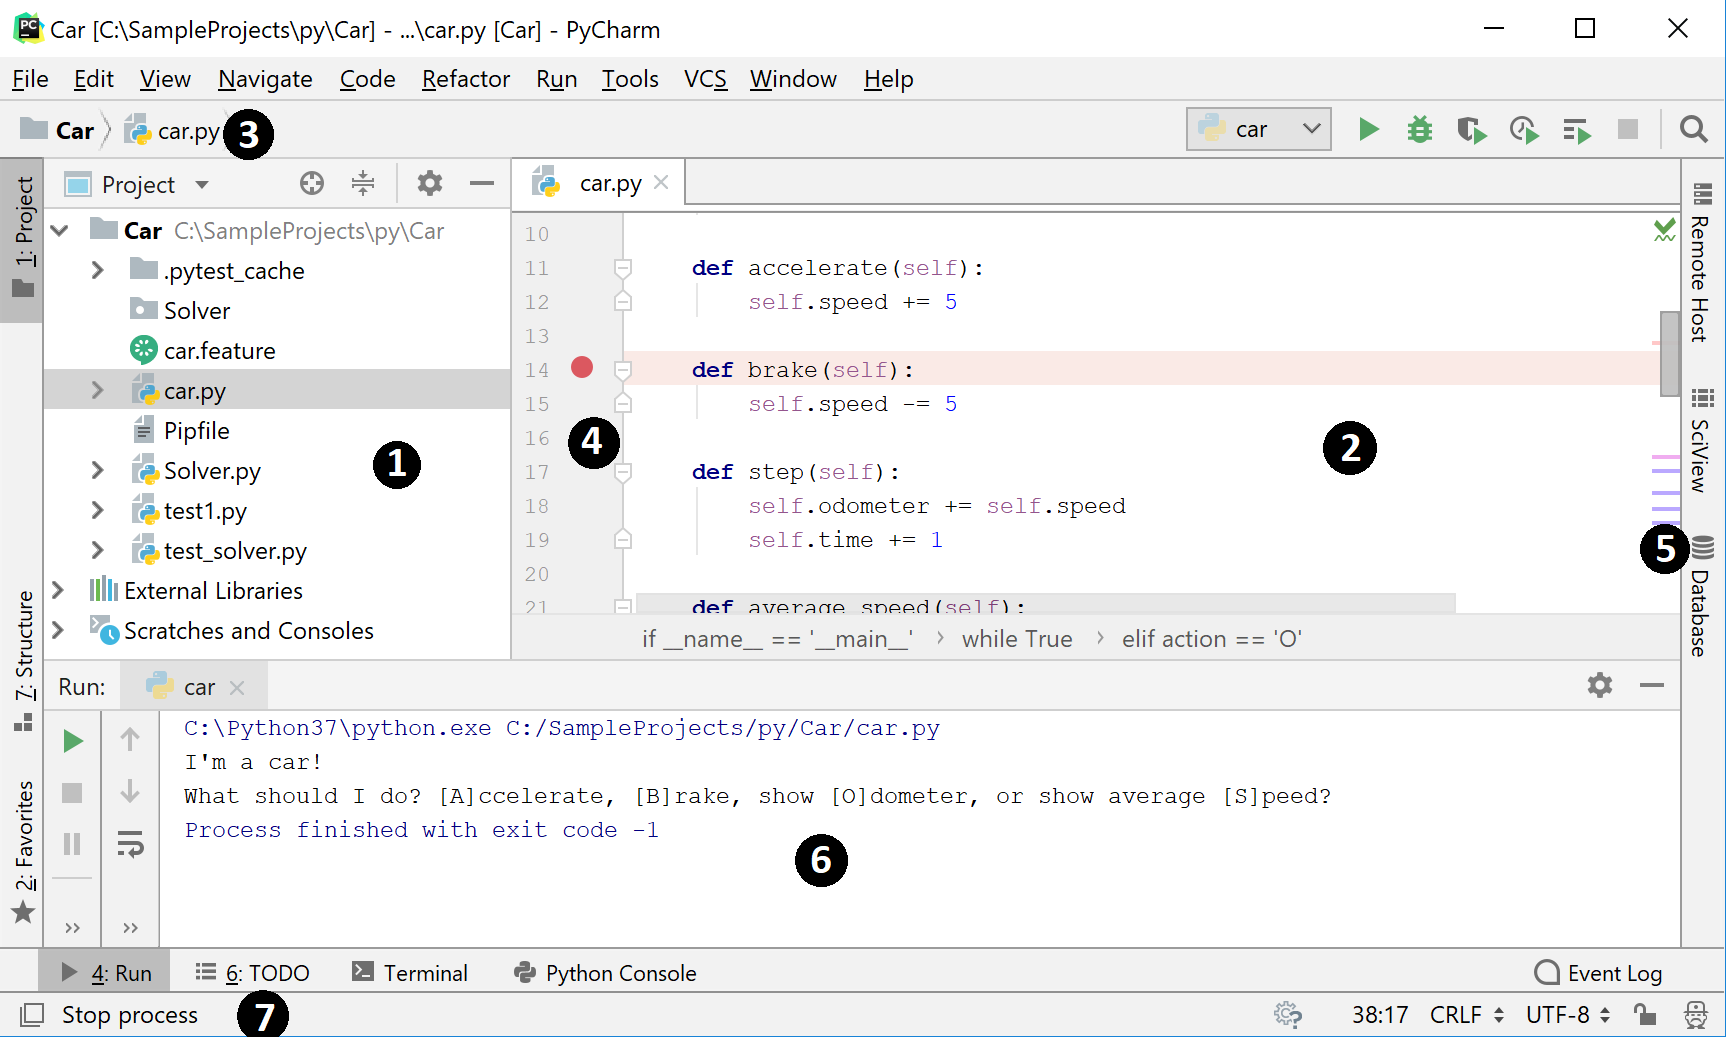 Car [C:\SampleProjects\py\Car] - ...\car.py [Car] - PyCharm
File Edit View Navigate Code Refactor Run Tools VCS Window Help
Car car.py 3 car
1: Project
7: Structure
2: Favorites
Project
Car C:\SampleProjects\py\Car
.pytest_cache
Solver
car.feature
car.py
Pipfile
Solver.py
test1.py
test_solver.py
External Libraries
Scratches and Consoles
1
car.py
10
11 def accelerate(self):
12 self.speed += 5
13
14 def brake(self):
15 self.speed -= 5
16
17 def step(self):
18 self.odometer += self.speed
19 self.time += 1
20
21 def average_speed(self):
4
2
5
if __name__ == '__main__' › while True › elif action == 'O'
Remote Host
SciView
Database
Run: car
C:\Python37\python.exe C:/SampleProjects/py/Car/car.py
I'm a car!
What should I do? [A]ccelerate, [B]rake, show [O]dometer, or show average [S]peed?
Process finished with exit code -1
6
» »
4: Run 6: TODO Terminal Python Console Event Log
Stop process 7 38:17 CRLF UTF-8